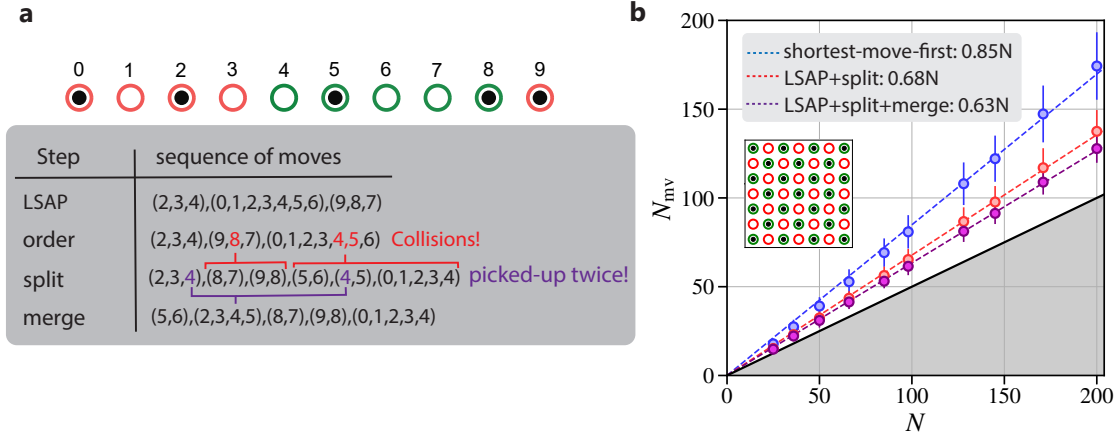 a
0 1 2 3 4 5 6 7 8 9
Step sequence of moves
LSAP (2,3,4),(0,1,2,3,4,5,6),(9,8,7)
order (2,3,4),(9,8,7),(0,1,2,3,4,5,6) Collisions!
split (2,3,4),(8,7),(9,8),(5,6),(4,5),(0,1,2,3,4) picked-up twice!
merge (5,6),(2,3,4,5),(8,7),(9,8),(0,1,2,3,4)
b
200
150
100
50
0
N_mv
shortest-move-first: 0.85N
LSAP+split: 0.68N
LSAP+split+merge: 0.63N
0 50 100 150 200
N